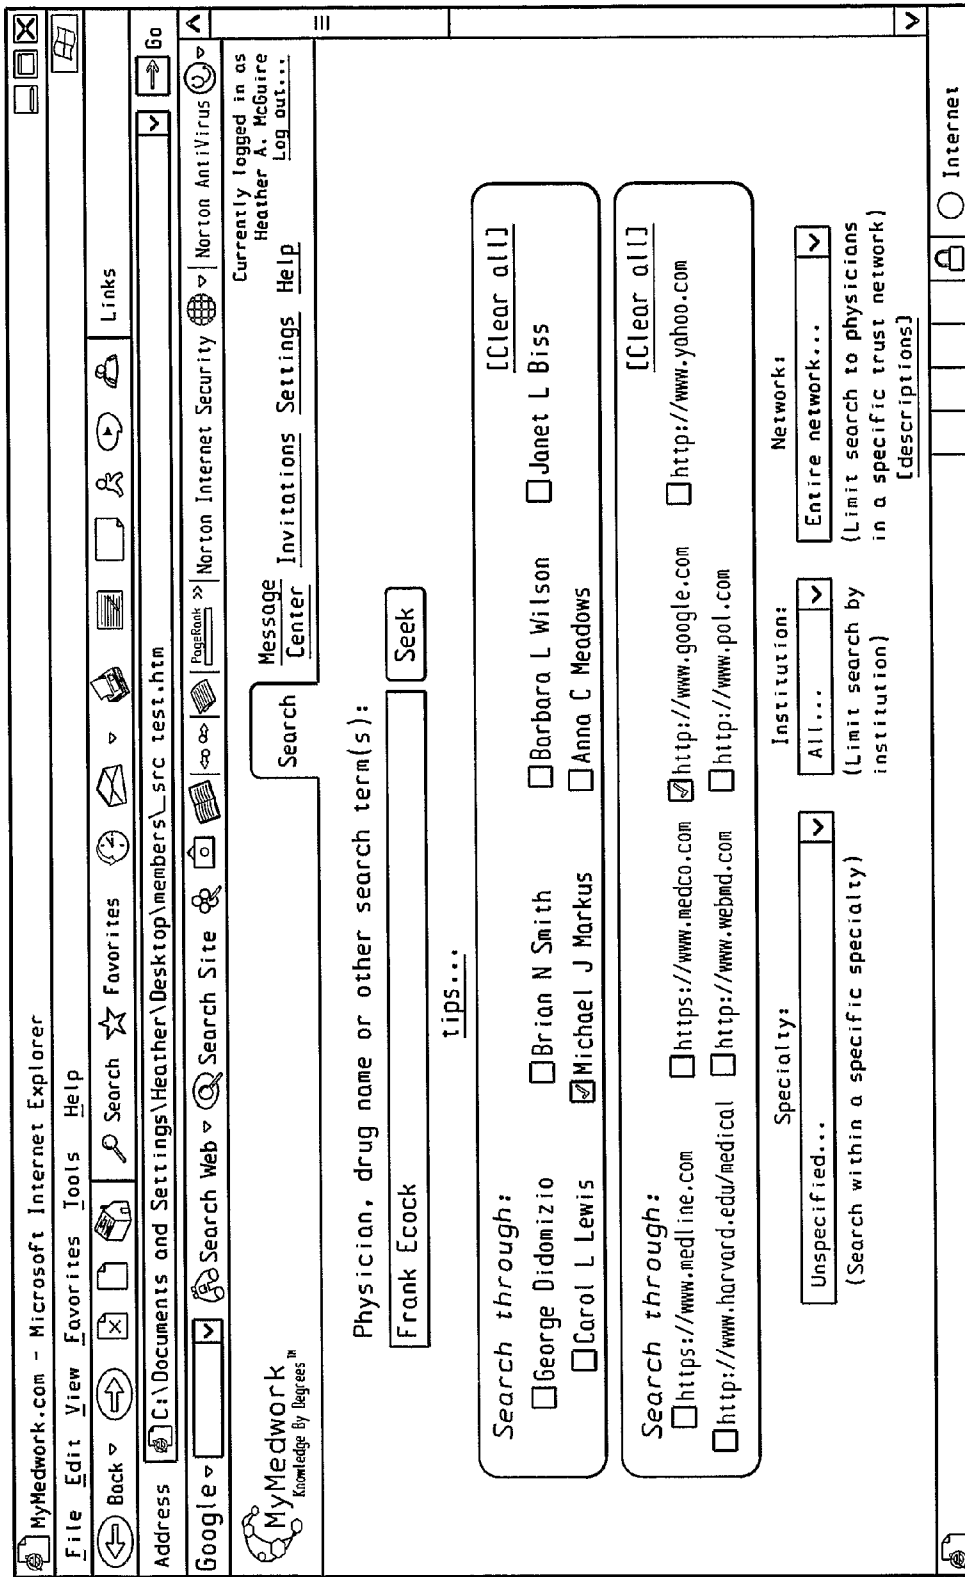 MyMedwork.com - Microsoft Internet Explorer
File Edit View Favorites Tools Help
Back Search Favorites Links
Address C:\Documents and Settings\Heather\Desktop\members\_src test.htm Go
Google Search Web Search Site PageRank >> Norton Internet Security Norton AntiVirus
MyMedwork™
Knowledge By Degrees
Currently logged in as
Heather A. McGuire
Log out...
Search Message Center Invitations Settings Help
Physician, drug name or other search term(s):
Frank Ecock Seek
tips...
Search through: [Clear all]
George Didomizio Brian N Smith Barbara L Wilson Janet L Biss
Carol L Lewis Michael J Markus Anna C Meadows
Search through: [Clear all]
https://www.medline.com https://www.medco.com http://www.google.com http://www.yahoo.com
http://www.harvard.edu/medical http://www.webmd.com http://www.pol.com
Specialty: Institution: Network:
Unspecified... All... Entire network...
(Search within a specific specialty) (Limit search by (Limit search to physicians
institution) in a specific trust network)
[descriptions]
Internet